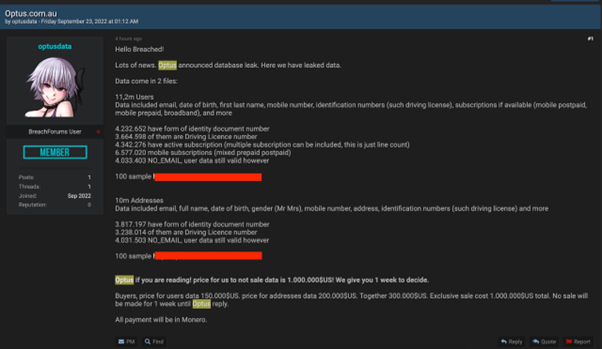 Optus.com.au
by optusdata - Friday September 23, 2022 at 01:12 AM
optusdata
BreachForums User
MEMBER
Posts: 1
Threads: 1
Joined: Sep 2022
Reputation: 0
4 hours ago #1
Hello Breached!
Lots of news. Optus announced database leak. Here we have leaked data.
Data come in 2 files:
11,2m Users
Data included email, date of birth, first last name, mobile number, identification numbers (such driving license), subscriptions if available (mobile postpaid,
mobile prepaid, broadband), and more
4.232.652 have form of identity document number
3.664.598 of them are Driving Licence number
4.342.276 have active subscription (multiple subscription can be included, this is just line count)
6.577.020 mobile subscriptions (mixed prepaid postpaid)
4.033.403 NO_EMAIL, user data still valid however
100 sample
10m Addresses
Data included email, full name, date of birth, gender (Mr Mrs), mobile number, address, identification numbers (such driving license) and more
3.817.197 have form of identity document number
3.238.014 of them are Driving Licence number
4.031.503 NO_EMAIL, user data still valid however
100 sample
Optus if you are reading! price for us to not sale data is 1.000.000$US! We give you 1 week to decide.
Buyers, price for users data 150.000$US. price for addresses data 200.000$US. Together 300.000$US. Exclusive sale cost 1.000.000$US total. No sale will
be made for 1 week until Optus reply.
All payment will be in Monero.
PM Find Reply Quote Report